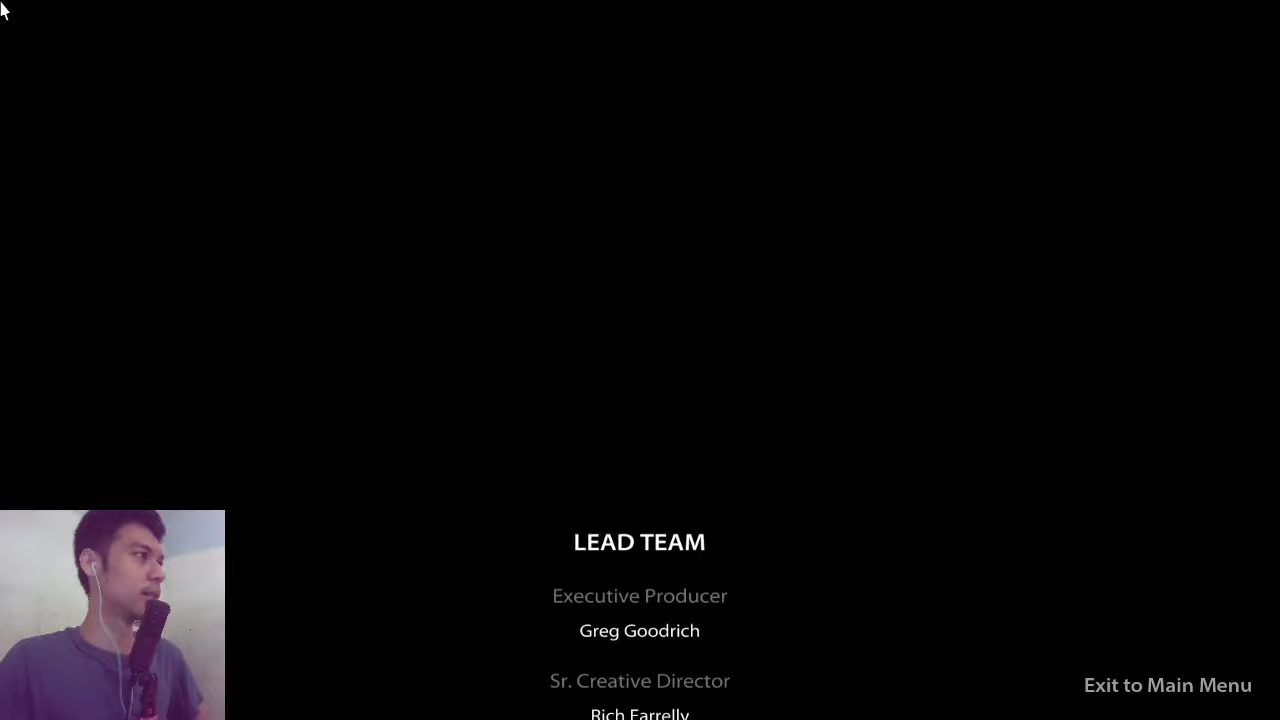 LEAD TEAM
Executive Producer
Greg Goodrich
Sr. Creative Director
Rich Farrelly
Exit to Main Menu